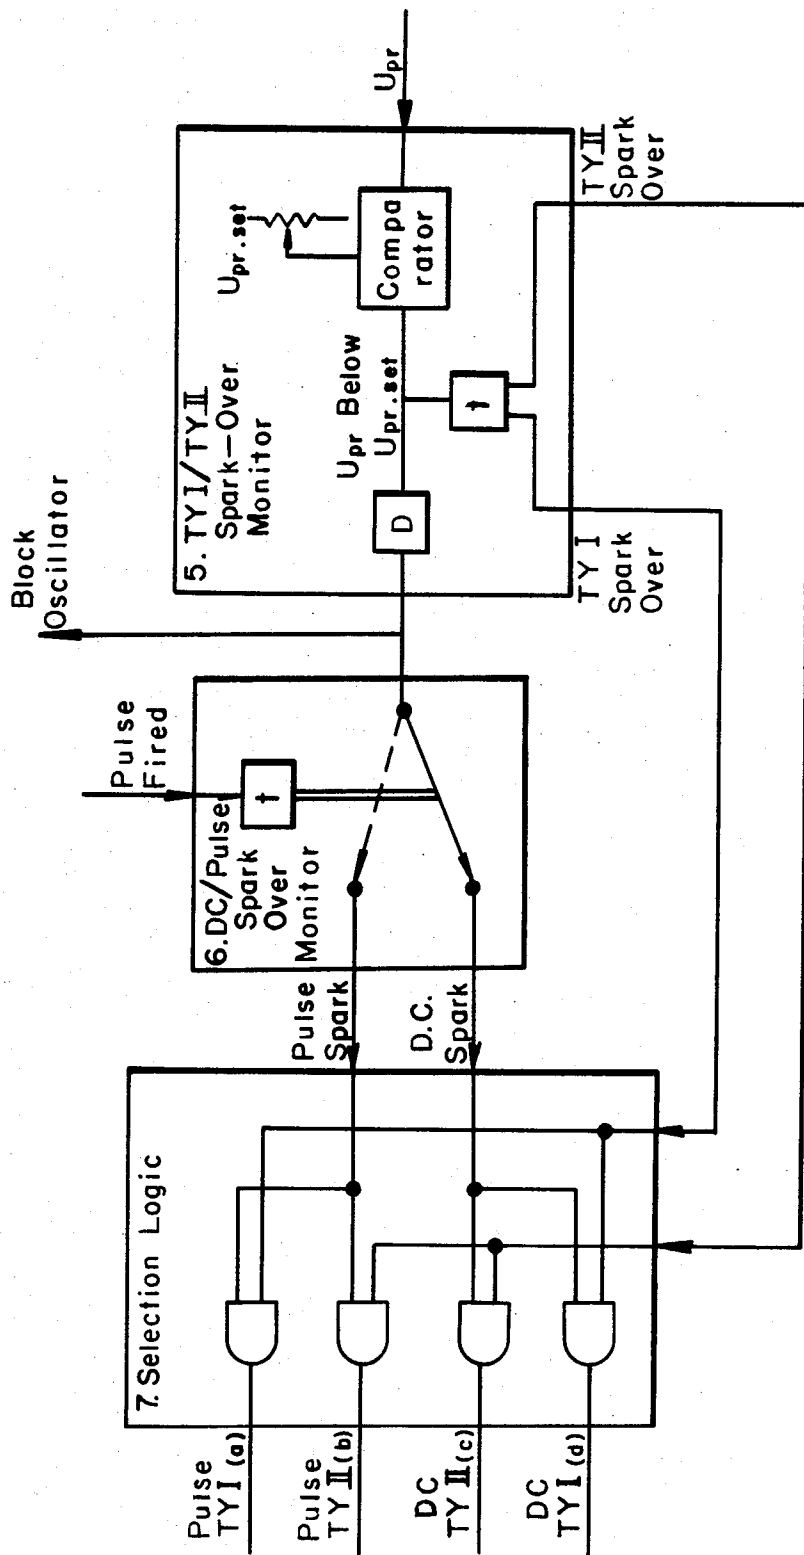 Block
Oscillator
Pulse
Fired
5. TY I/TY II
Spark-Over
Monitor
Upr.set
Compa
rator
Upr
Upr Below
Upr.set
D
t
TY I
Spark
Over
TY II
Spark
Over
6.DC/Pulse
Spark
Over
Monitor
t
Pulse
Spark
D.C.
Spark
7. Selection Logic
Pulse
TY I (a)
Pulse
TY II (b)
DC
TY II (c)
DC
TY I (d)